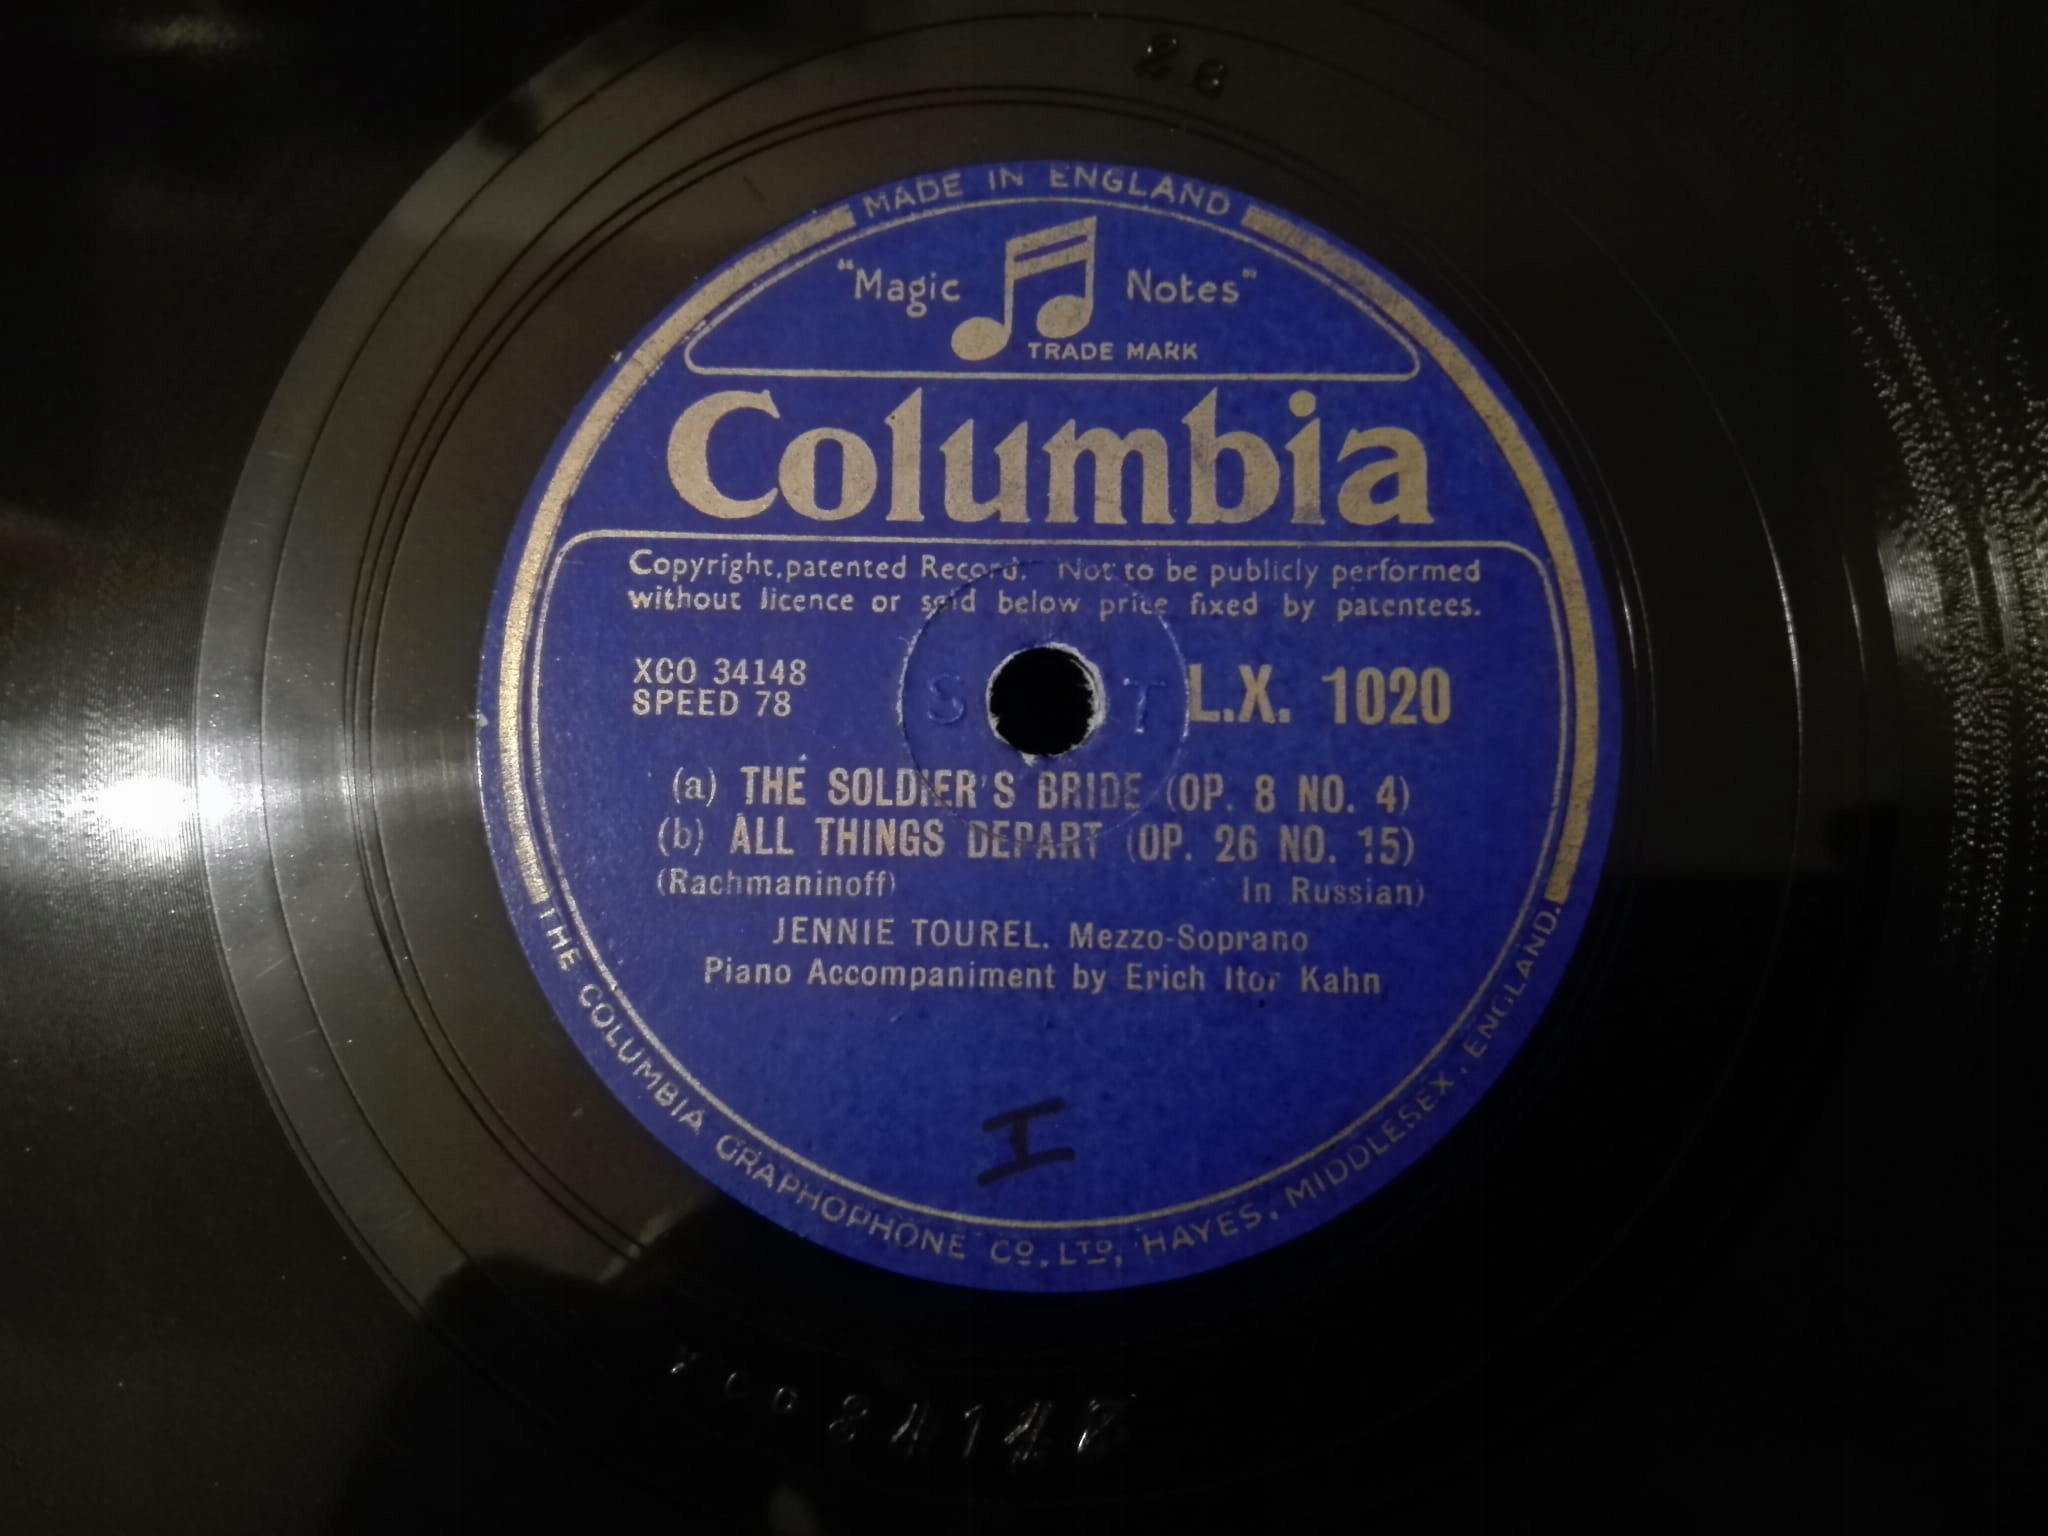 28
MADE IN ENGLAND
"Magic Notes"
TRADE MARK
Columbia
Copyright, patented Record. Not to be publicly performed
without licence or sold below price fixed by patentees.
S T
XCO 34148
SPEED 78
L.X. 1020
(a) THE SOLDIER'S BRIDE (OP. 8 NO. 4)
(b) ALL THINGS DEPART (OP. 26 NO. 15)
(Rachmaninoff) In Russian)
JENNIE TOUREL. Mezzo-Soprano
Piano Accompaniment by Erich Itor Kahn
I
THE COLUMBIA GRAPHOPHONE CO. LTD, HAYES, MIDDLESEX, ENGLAND.